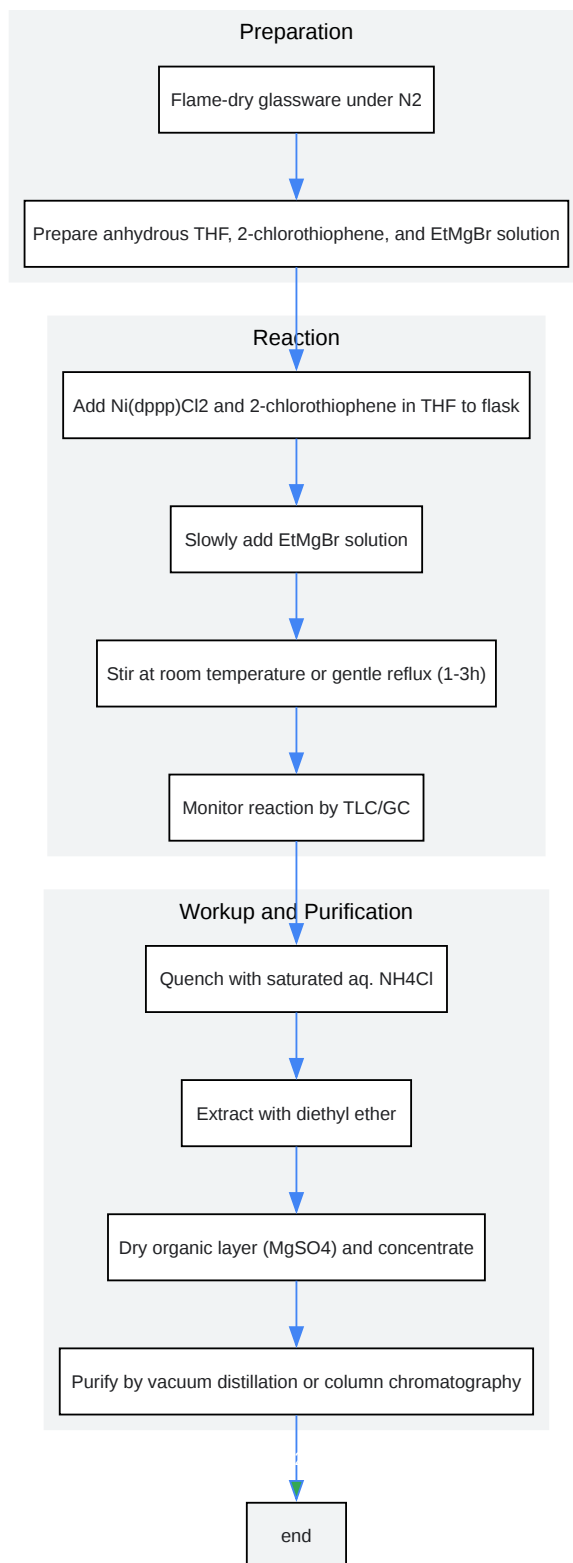 Preparation
Flame-dry glassware under N2
Prepare anhydrous THF, 2-chlorothiophene, and EtMgBr solution
Reaction
Add Ni(dppp)Cl2 and 2-chlorothiophene in THF to flask
Slowly add EtMgBr solution
Stir at room temperature or gentle reflux (1-3h)
Monitor reaction by TLC/GC
Workup and Purification
Quench with saturated aq. NH4Cl
Extract with diethyl ether
Dry organic layer (MgSO4) and concentrate
Purify by vacuum distillation or column chromatography
end